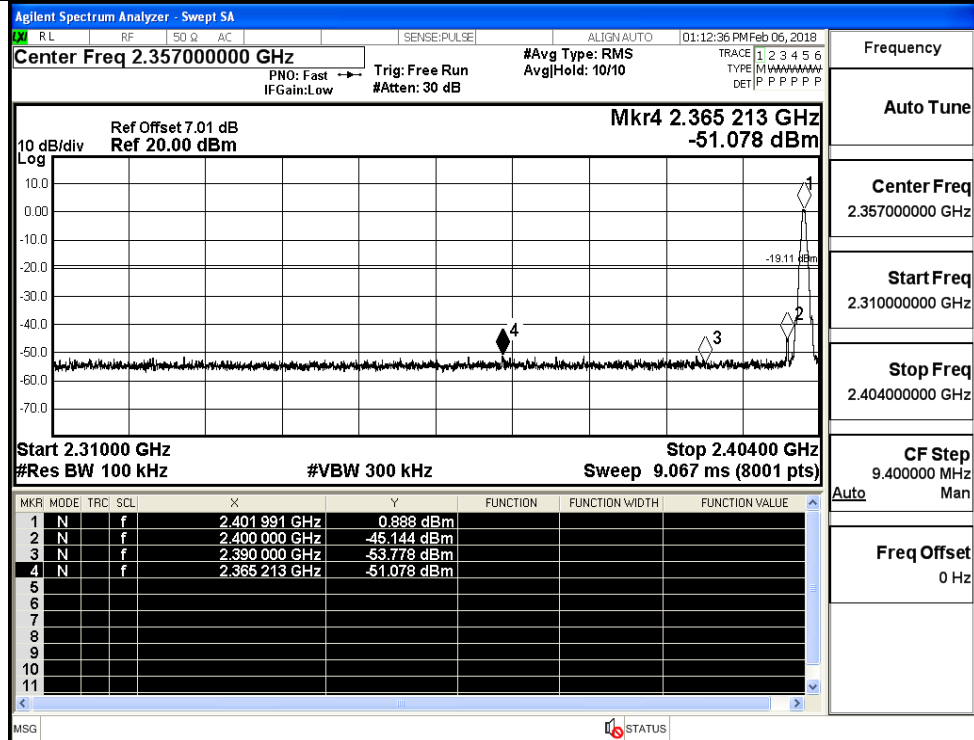 Agilent Spectrum Analyzer - Swept SA
LXI RL RF 50 Ω AC SENSE:PULSE ALIGN AUTO 01:12:36 PM Feb 06, 2018
Center Freq 2.357000000 GHz
PNO: Fast
IFGain:Low
Trig: Free Run
#Atten: 30 dB
#Avg Type: RMS
Avg|Hold: 10/10
TRACE 1 2 3 4 5 6
TYPE M WWWWW
DET P P P P P P
Ref Offset 7.01 dB
10 dB/div Ref 20.00 dBm
Log
Mkr4 2.365 213 GHz
-51.078 dBm
10.0
0.00
-10.0
-20.0
-30.0
-40.0
-50.0
-60.0
-70.0
1
-19.11 dBm
2
3
4
Start 2.31000 GHz Stop 2.40400 GHz
#Res BW 100 kHz #VBW 300 kHz Sweep 9.067 ms (8001 pts)
MKR MODE TRC SCL X Y FUNCTION FUNCTION WIDTH FUNCTION VALUE
1 N f 2.401 991 GHz 0.888 dBm
2 N f 2.400 000 GHz -45.144 dBm
3 N f 2.390 000 GHz -53.778 dBm
4 N f 2.365 213 GHz -51.078 dBm
5
6
7
8
9
10
11
MSG STATUS
Frequency
Auto Tune
Center Freq
2.357000000 GHz
Start Freq
2.310000000 GHz
Stop Freq
2.404000000 GHz
CF Step
9.400000 MHz
Auto Man
Freq Offset
0 Hz